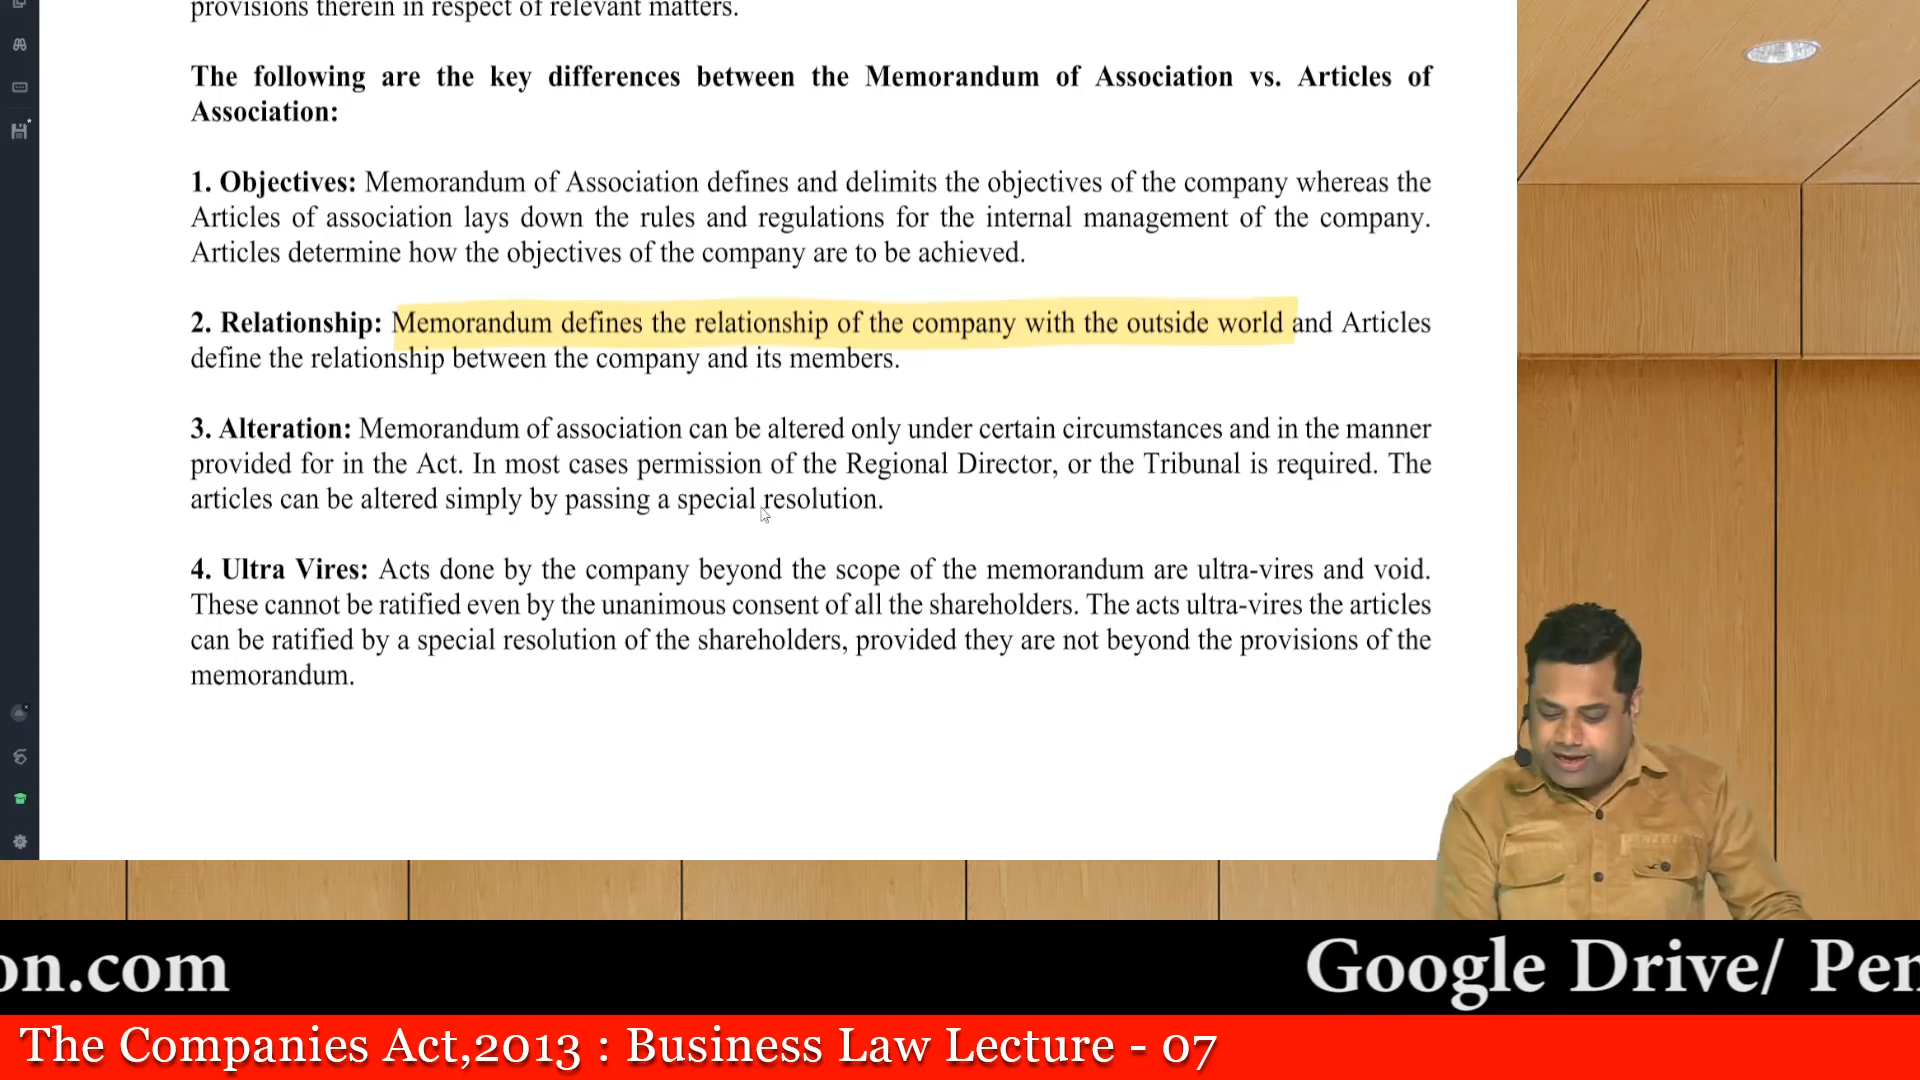 provisions therein in respect of relevant matters.
The following are the key differences between the Memorandum of Association vs. Articles of
Association:
1. Objectives: Memorandum of Association defines and delimits the objectives of the company whereas the
Articles of association lays down the rules and regulations for the internal management of the company.
Articles determine how the objectives of the company are to be achieved.
2. Relationship: Memorandum defines the relationship of the company with the outside world and Articles
define the relationship between the company and its members.
3. Alteration: Memorandum of association can be altered only under certain circumstances and in the manner
provided for in the Act. In most cases permission of the Regional Director, or the Tribunal is required. The
articles can be altered simply by passing a special resolution.
4. Ultra Vires: Acts done by the company beyond the scope of the memorandum are ultra-vires and void.
These cannot be ratified even by the unanimous consent of all the shareholders. The acts ultra-vires the articles
can be ratified by a special resolution of the shareholders, provided they are not beyond the provisions of the
memorandum.
on.com
Google Drive/ Pen
The Companies Act,2013 : Business Law Lecture - 07